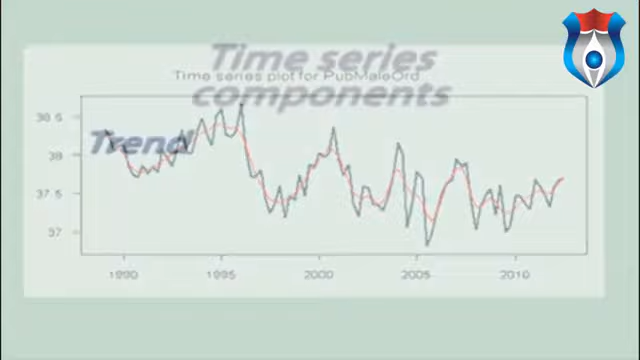 Time series
components
Time series plot for PubMaleOrd
Trend
38.5
38
37.5
37
1990
1995
2000
2005
2010